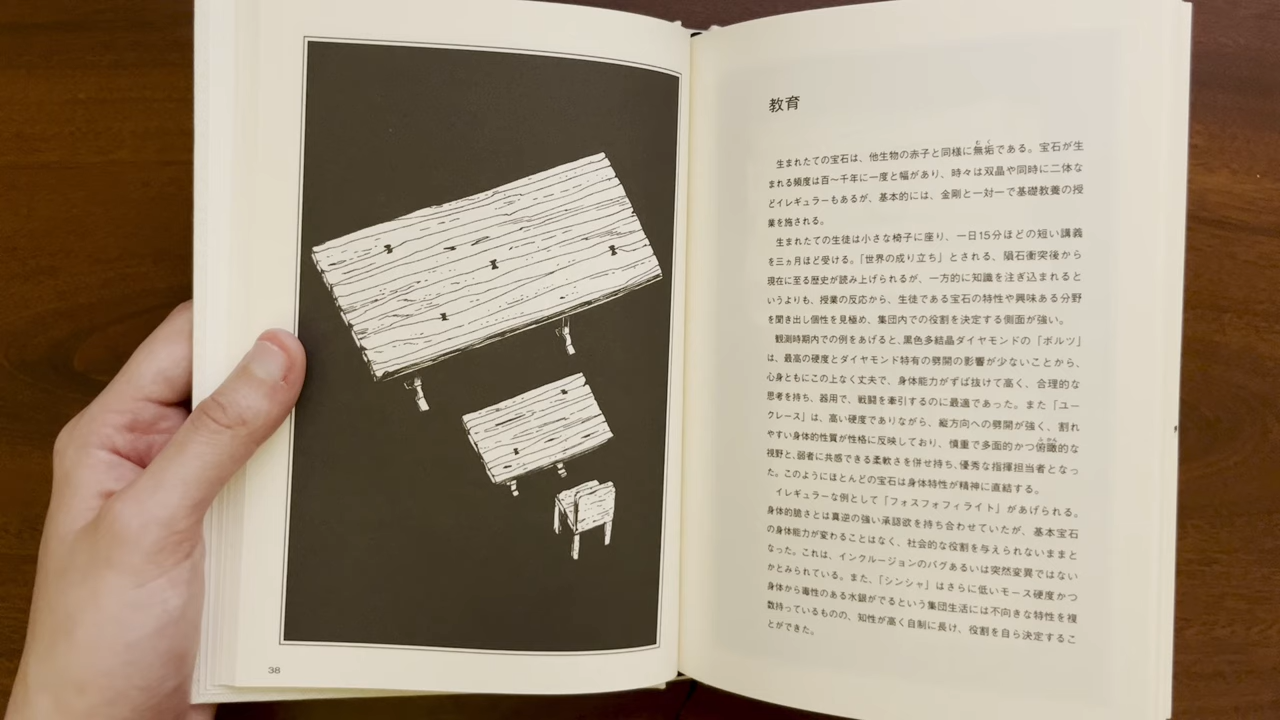 38
教育
生まれたての宝石は、他生物の赤子と同様に無垢である。宝石が生
まれる頻度は百〜千年に一度と幅があり、時々は双晶や同時に二体な
どイレギュラーもあるが、基本的には、金剛と一対一で基礎教養の授
業を施される。
生まれたての生徒は小さな椅子に座り、一日15分ほどの短い講義
を三ヵ月ほど受ける。「世界の成り立ち」とされる、隕石衝突後から
現在に至る歴史が読み上げられるが、一方的に知識を注ぎ込まれると
いうよりも、授業の反応から、生徒である宝石の特性や興味ある分野
を聞き出し個性を見極め、集団内での役割を決定する側面が強い。
観測時期内での例をあげると、黒色多結晶ダイヤモンドの「ボルツ」
は、最高の硬度とダイヤモンド特有の劈開の影響が少ないことから、
心身ともにこの上なく丈夫で、身体能力がずば抜けて高く、合理的な
思考を持ち、器用で、戦闘を牽引するのに最適であった。また「ユー
クレース」は、高い硬度でありながら、縦方向への劈開が強く、割れ
やすい身体的性質が性格に反映しており、慎重で多面的かつ俯瞰的な
視野と、弱者に共感できる柔軟さを併せ持ち、優秀な指揮担当者となっ
た。このようにほとんどの宝石は身体特性が精神に直結する。
イレギュラーな例として「フォスフォフィライト」があげられる。
身体的脆さとは真逆の強い承認欲を持ち合わせていたが、基本宝石
の身体能力が変わることはなく、社会的な役割を与えられないままと
なった。これは、インクルージョンのバグあるいは突然変異ではない
かとみられている。また、「シンシャ」はさらに低いモース硬度かつ
身体から毒性のある水銀がでるという集団生活には不向きな特性を複
数持っているものの、知性が高く自制に長け、役割を自ら決定するこ
とができた。